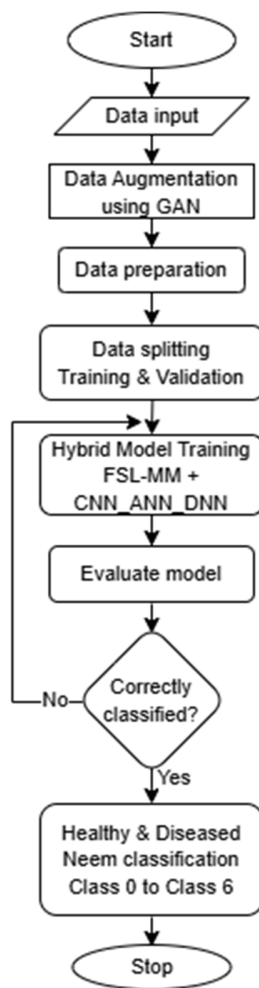 Start
Data input
Data Augmentation
using GAN
Data preparation
Data splitting
Training & Validation
Hybrid Model Training
FSL-MM +
CNN_ANN_DNN
Evaluate model
Correctly
classified?
No
Yes
Healthy & Diseased
Neem classification
Class 0 to Class 6
Stop